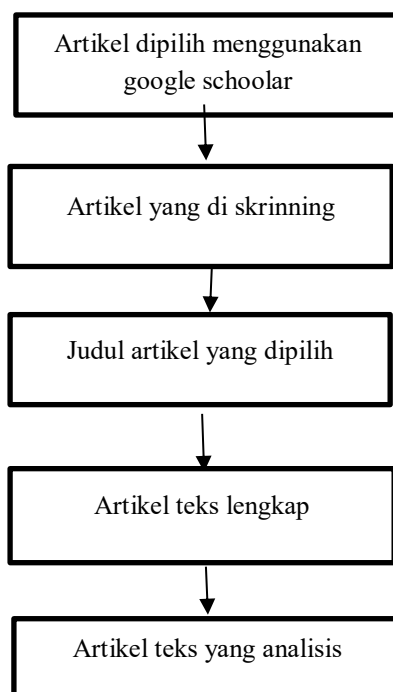 Artikel dipilih menggunakan
google schoolar
Artikel yang di skrinning
Judul artikel yang dipilih
Artikel teks lengkap
Artikel teks yang analisis